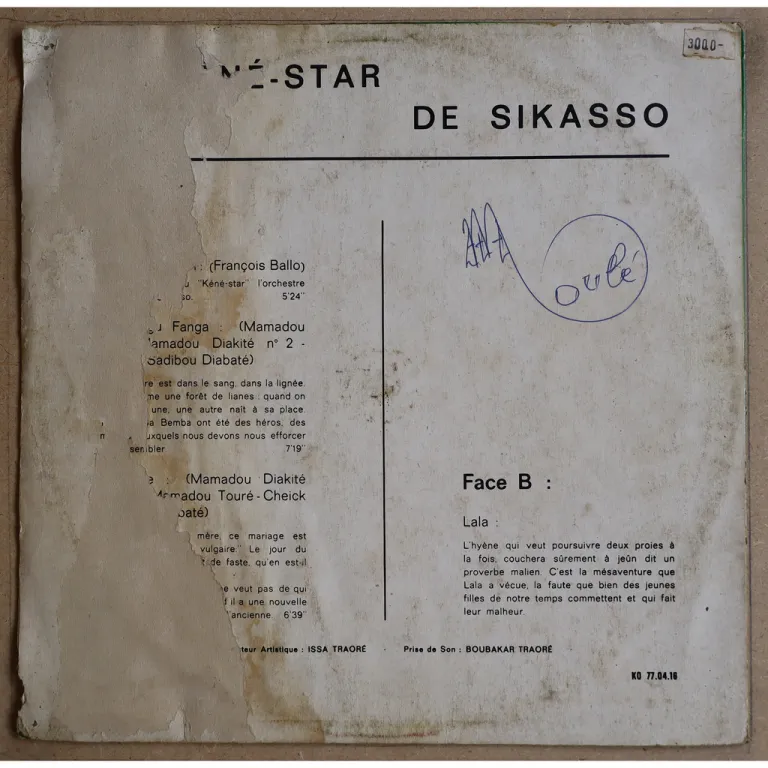 3000-
NÉ-STAR
DE SIKASSO
: (François Ballo)
"Kéné-star" l'orchestre
so. 5'24"
Fanga : (Mamadou
amadou Diakité n° 2 -
Sadibou Diabaté)
re est dans le sang, dans la lignée.
me une forêt de lianes : quand on
une, une autre naît à sa place.
a Bemba ont été des héros, des
uxquels nous devons nous efforcer
sembler 7'19"
e : (Mamadou Diakité
Mamadou Touré - Cheick
baté)
mère, ce mariage est
vulgaire." Le jour du
de faste, qu'en est-il
ne veut pas de qui
d il a une nouvelle
l'ancienne 6'39"
oulé
Face B :
Lala :
L'hyène qui veut poursuivre deux proies à
la fois, couchera sûrement à jeûn dit un
proverbe malien. C'est la mésaventure que
Lala a vécue, la faute que bien des jeunes
filles de notre temps commettent et qui fait
leur malheur.
teur Artistique : ISSA TRAORÉ · Prise de Son : BOUBAKAR TRAORÉ
KO 77.04.16